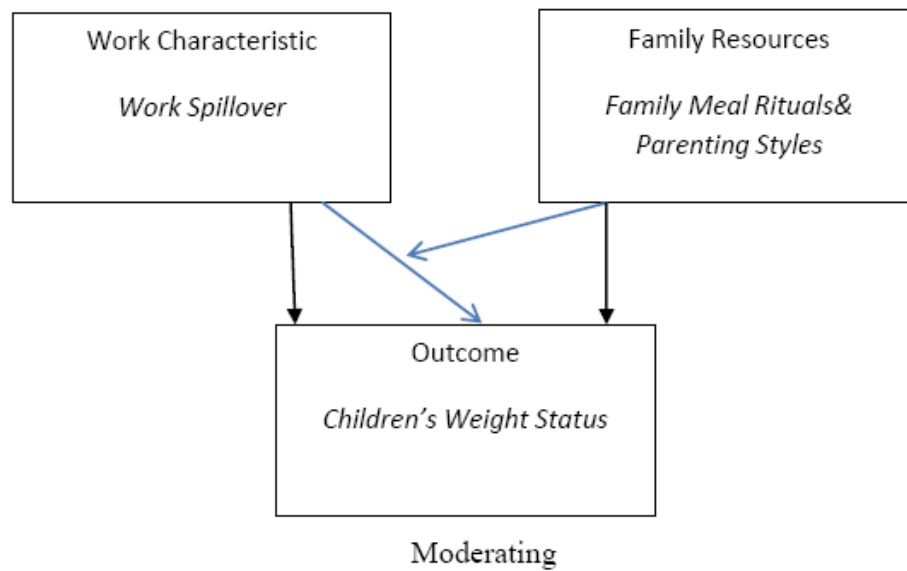 Work Characteristic
Work Spillover
Family Resources
Family Meal Rituals&
Parenting Styles
Outcome
Children’s Weight Status
Moderating